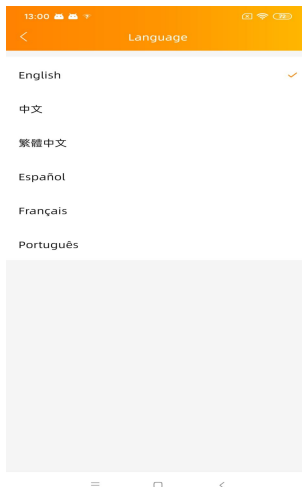 13:00
Language
English
中文
繁體中文
Español
Français
Português